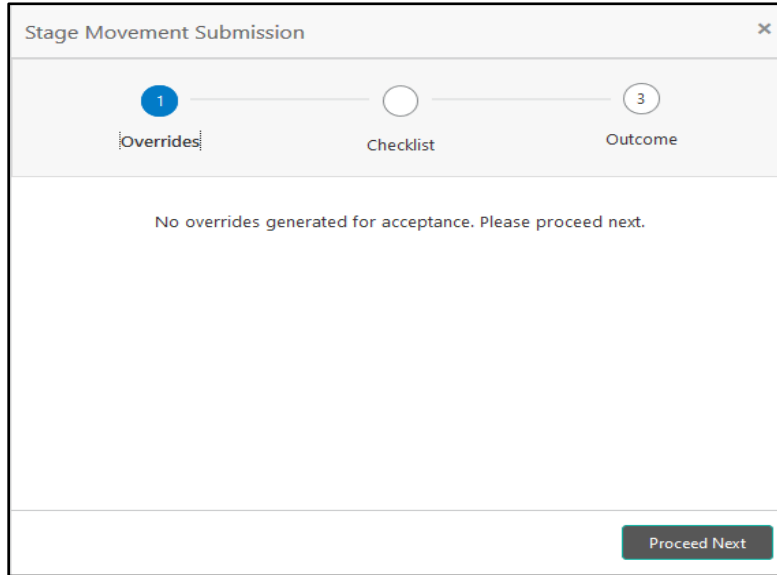 Stage Movement Submission ×
1
3
Overrides
Checklist
Outcome
No overrides generated for acceptance. Please proceed next.
Proceed Next